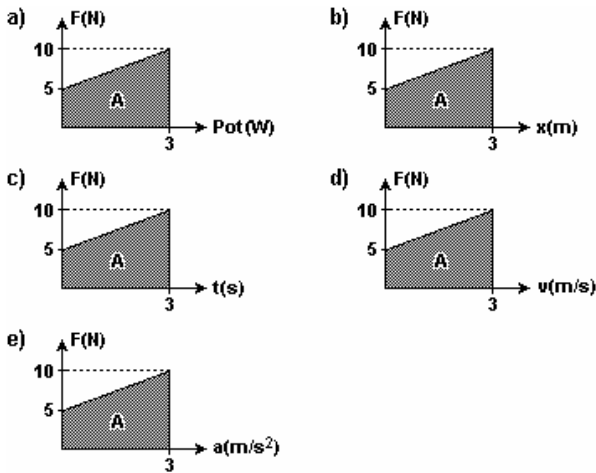 a) F(N) b) F(N)
10 10
5 5
A A
3 Pot(W) 3 x(m)
c) F(N) d) F(N)
10 10
5 5
A A
3 t(s) 3 v(m/s)
e) F(N)
10
5
A
3 a(m/s²)